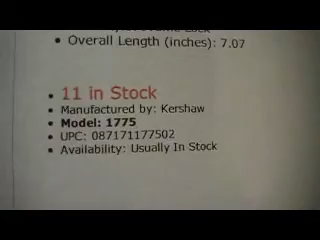 Lock
• Overall Length (inches): 7.07
• 11 in Stock
• Manufactured by: Kershaw
• Model: 1775
• UPC: 087171177502
• Availability: Usually In Stock